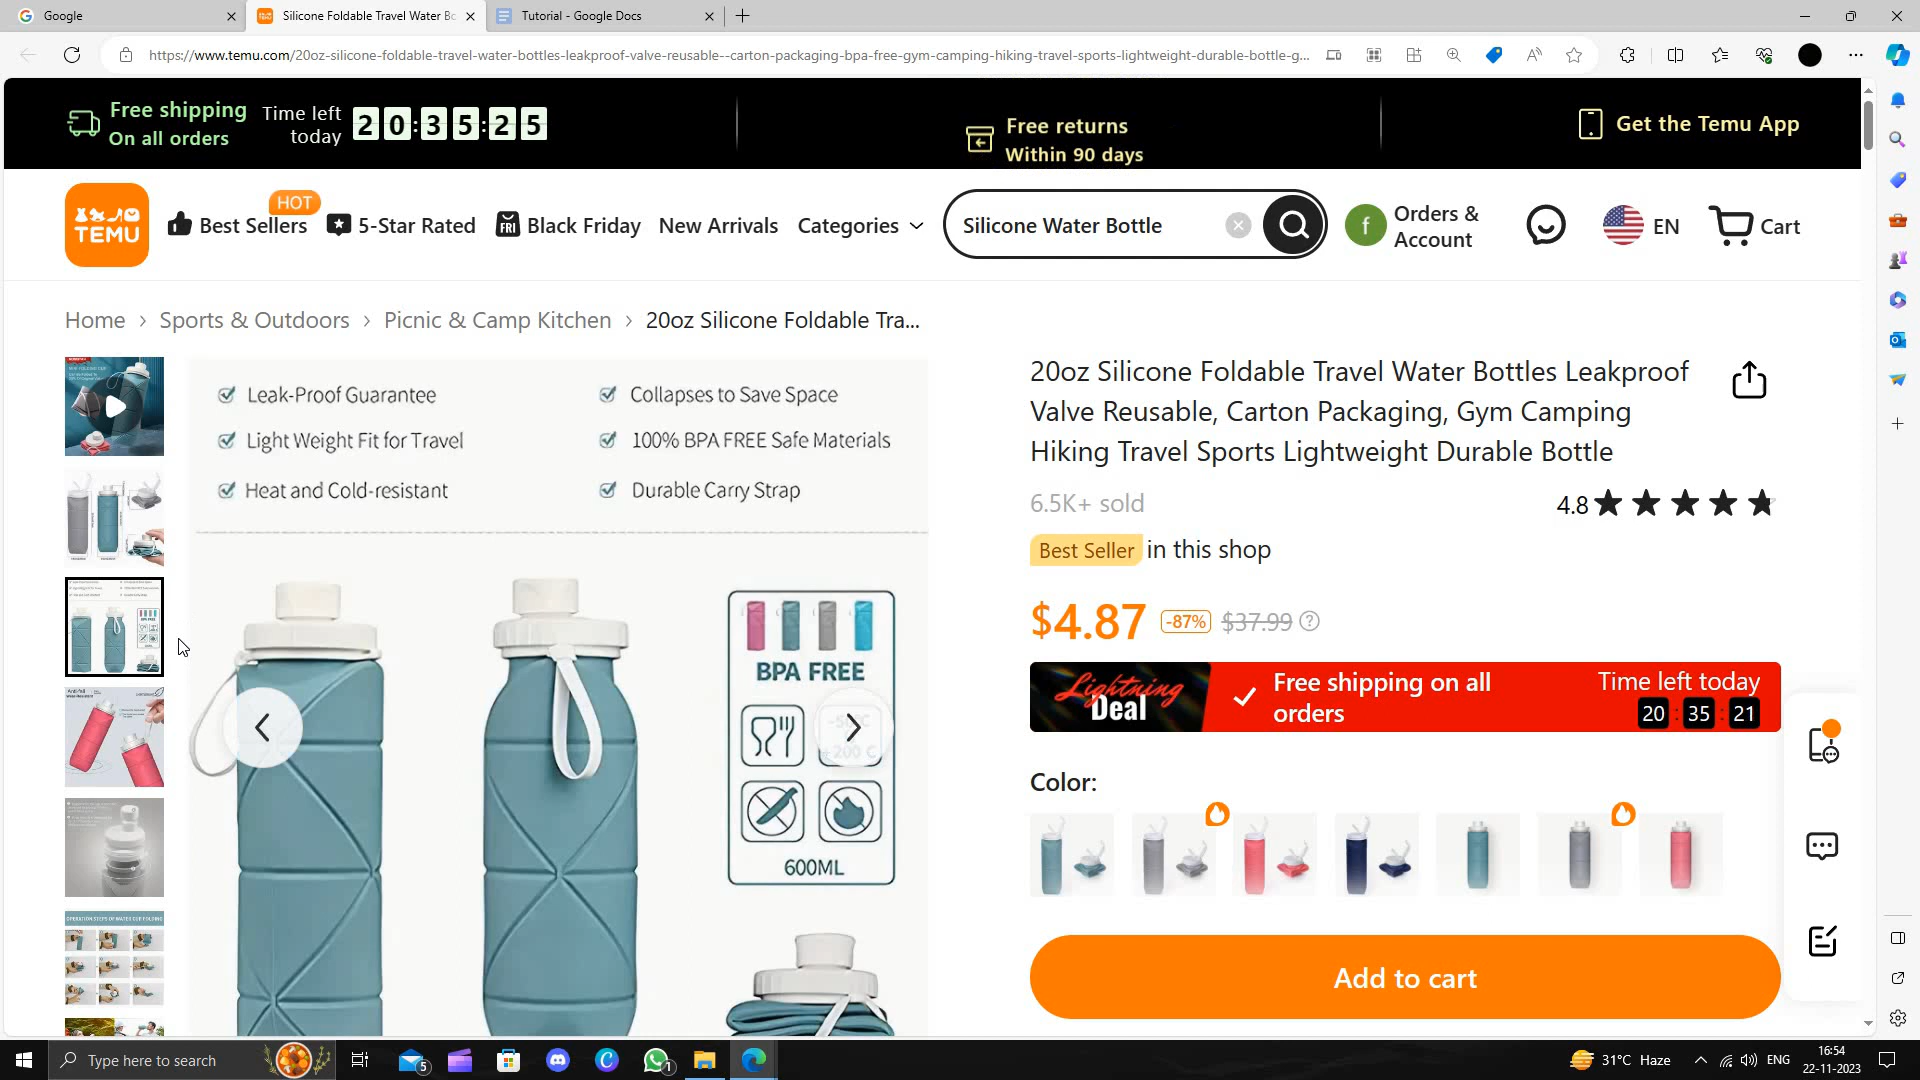 Google
Silicone Foldable Travel Water Bo
Tutorial - Google Docs
https://www.temu.com/20oz-silicone-foldable-travel-water-bottles-leakproof-valve-reusable--carton-packaging-bpa-free-gym-camping-hiking-travel-sports-lightweight-durable-bottle-g...
Free shipping
On all orders
Time left
today
20:35:25
Free returns
Within 90 days
Get the Temu App
TEMU
HOT
Best Sellers
5-Star Rated
FRI
Black Friday
New Arrivals
Categories
Silicone Water Bottle
f
Orders &
Account
EN
Cart
Home › Sports & Outdoors › Picnic & Camp Kitchen › 20oz Silicone Foldable Tra...
Leak-Proof Guarantee
Collapses to Save Space
Light Weight Fit for Travel
100% BPA FREE Safe Materials
Heat and Cold-resistant
Durable Carry Strap
BPA FREE
600ML
20oz Silicone Foldable Travel Water Bottles Leakproof
Valve Reusable, Carton Packaging, Gym Camping
Hiking Travel Sports Lightweight Durable Bottle
6.5K+ sold
4.8
Best Seller in this shop
$4.87 -87% $37.99
Lightning
Deal
Free shipping on all
orders
Time left today
20 : 35 : 21
Color:
Add to cart
Type here to search
5
1
31°C Haze
ENG
16:54
22-11-2023